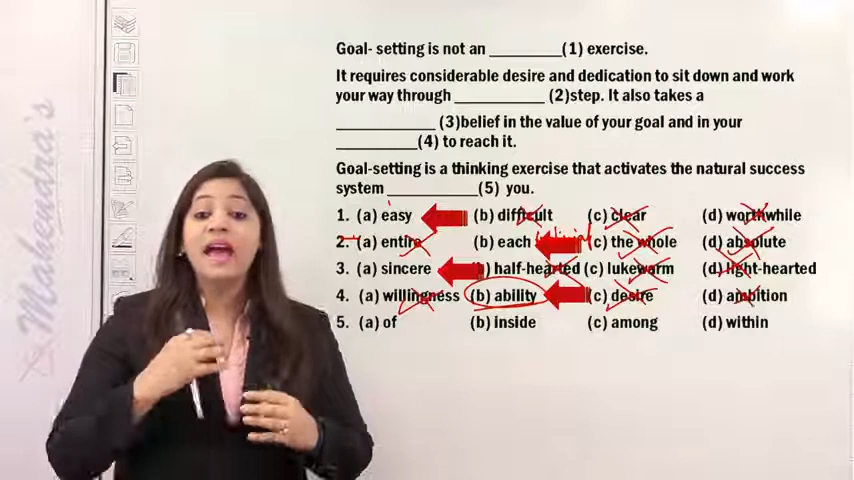 Mahendra's
Goal- setting is not an _________(1) exercise.
It requires considerable desire and dedication to sit down and work
your way through __________ (2)step. It also takes a
___________ (3)belief in the value of your goal and in your
_________(4) to reach it.
Goal-setting is a thinking exercise that activates the natural success
system __________(5) you.
1. (a) easy (b) difficult (c) clear (d) worthwhile
2. (a) entire (b) each (c) the whole (d) absolute
3. (a) sincere (b) half-hearted (c) lukewarm (d) light-hearted
4. (a) willingness (b) ability (c) desire (d) ambition
5. (a) of (b) inside (c) among (d) within